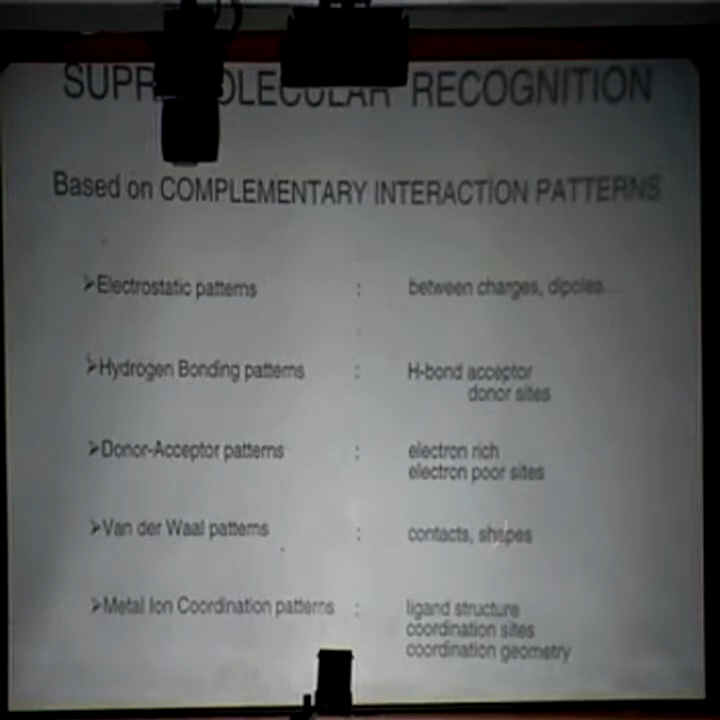 SUPR OLECULAR RECOGNITION
Based on COMPLEMENTARY INTERACTION PATTERNS
➢Electrostatic patterns : between charges, dipoles...
➢Hydrogen Bonding patterns : H-bond acceptor
donor sites
➢Donor-Acceptor patterns : electron rich
electron poor sites
➢Van der Waal patterns : contacts, shapes
➢Metal Ion Coordination patterns : ligand structure
coordination sites
coordination geometry